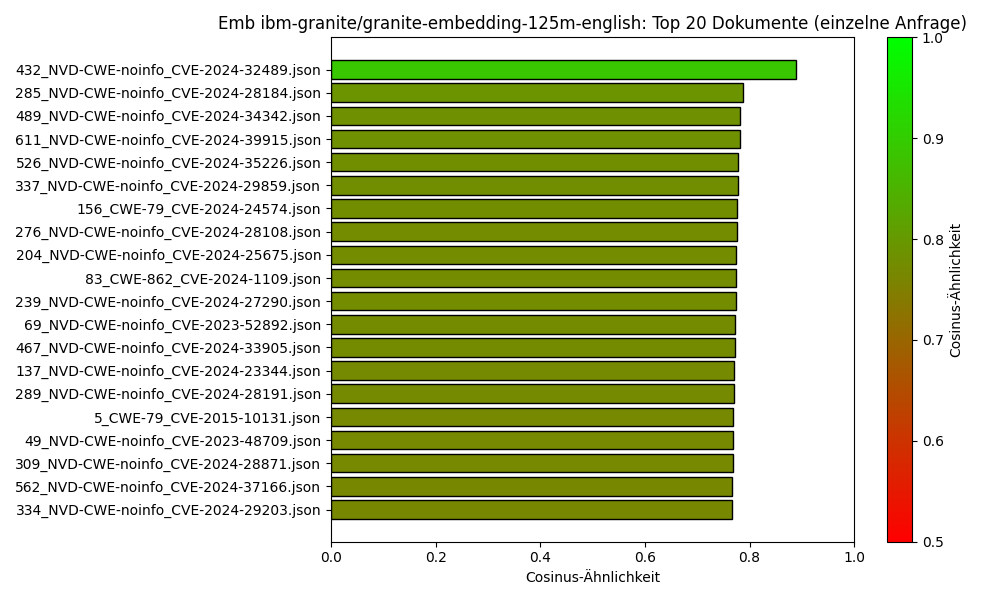 Emb ibm-granite/granite-embedding-125m-english: Top 20 Dokumente (einzelne Anfrage)
432_NVD-CWE-noinfo_CVE-2024-32489.json
285_NVD-CWE-noinfo_CVE-2024-28184.json
489_NVD-CWE-noinfo_CVE-2024-34342.json
611_NVD-CWE-noinfo_CVE-2024-39915.json
526_NVD-CWE-noinfo_CVE-2024-35226.json
337_NVD-CWE-noinfo_CVE-2024-29859.json
156_CWE-79_CVE-2024-24574.json
276_NVD-CWE-noinfo_CVE-2024-28108.json
204_NVD-CWE-noinfo_CVE-2024-25675.json
83_CWE-862_CVE-2024-1109.json
239_NVD-CWE-noinfo_CVE-2024-27290.json
69_NVD-CWE-noinfo_CVE-2023-52892.json
467_NVD-CWE-noinfo_CVE-2024-33905.json
137_NVD-CWE-noinfo_CVE-2024-23344.json
289_NVD-CWE-noinfo_CVE-2024-28191.json
5_CWE-79_CVE-2015-10131.json
49_NVD-CWE-noinfo_CVE-2023-48709.json
309_NVD-CWE-noinfo_CVE-2024-28871.json
562_NVD-CWE-noinfo_CVE-2024-37166.json
334_NVD-CWE-noinfo_CVE-2024-29203.json
0.0 0.2 0.4 0.6 0.8 1.0
Cosinus-Ähnlichkeit
1.0
0.9
0.8
0.7
0.6
0.5
Cosinus-Ähnlichkeit